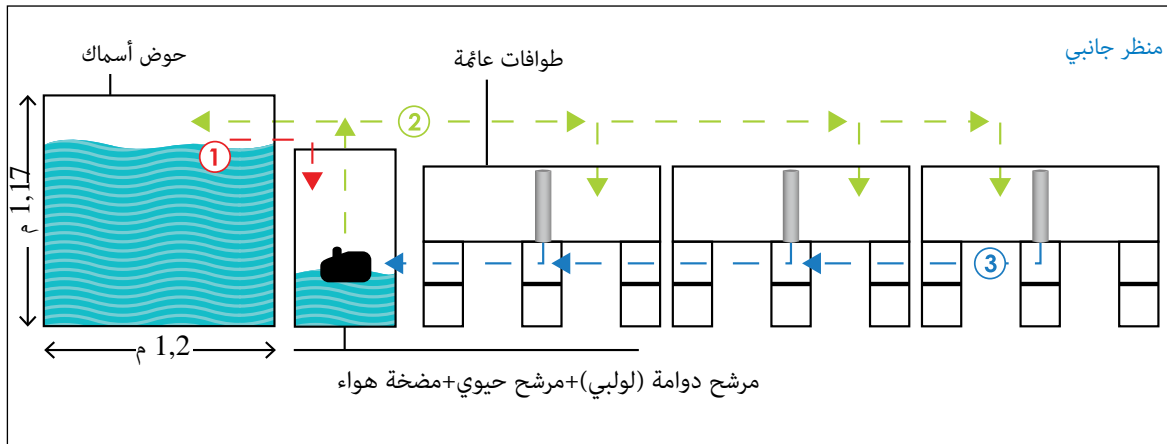 منظر جانبي
حوض أسماك
طوافات عائمة
2
1
1,17 م
3
1,2 م
مرشح دوامة (لولبي)+مرشح حيوي+مضخة هواء